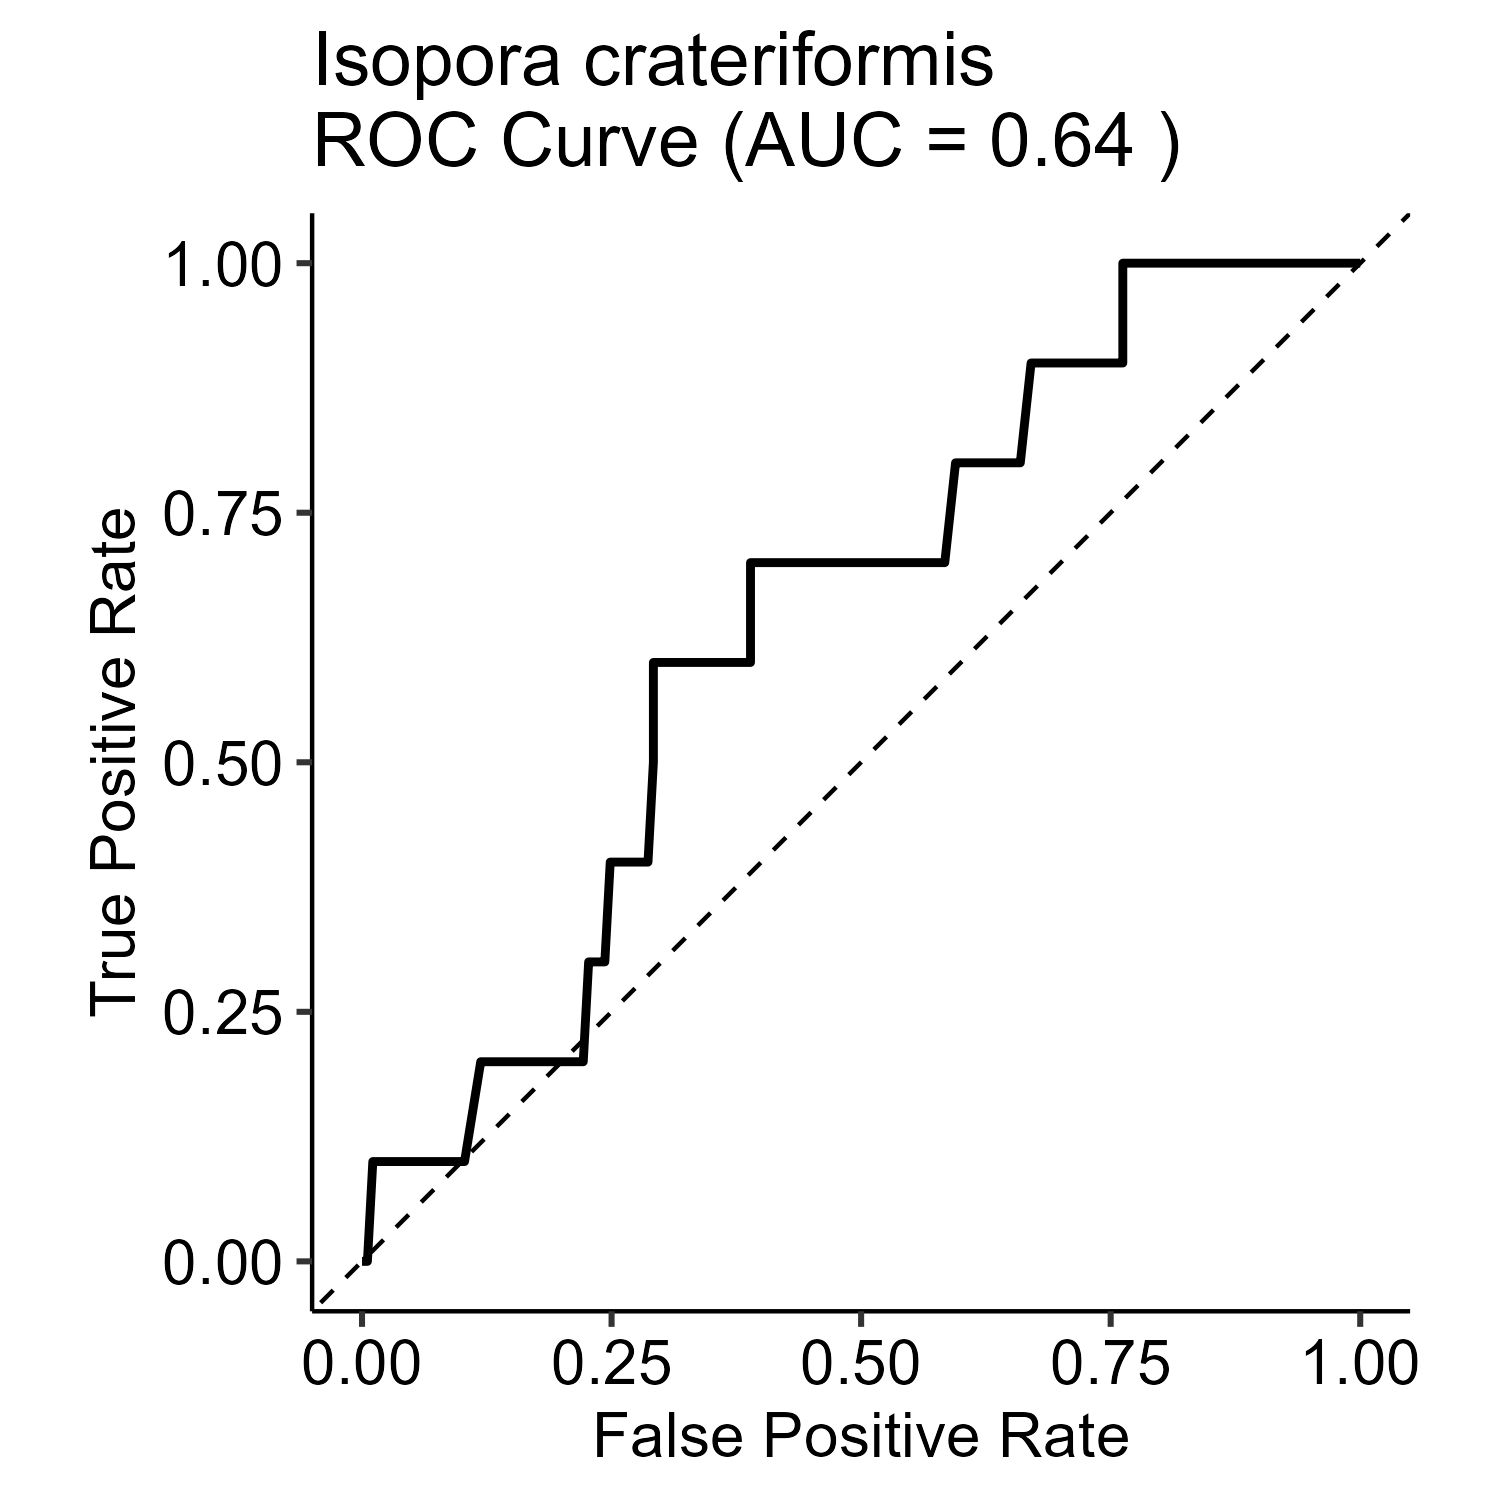 Isopora crateriformis
ROC Curve (AUC = 0.64 )
1.00
0.75
0.50
0.25
0.00
True Positive Rate
0.00 0.25 0.50 0.75 1.00
False Positive Rate